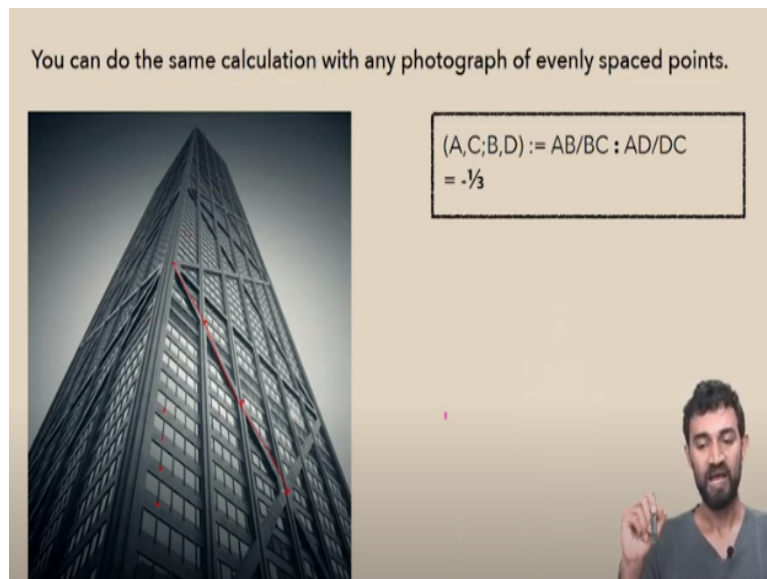 You can do the same calculation with any photograph of evenly spaced points.
(A,C;B,D) := AB/BC : AD/DC
= -⅓